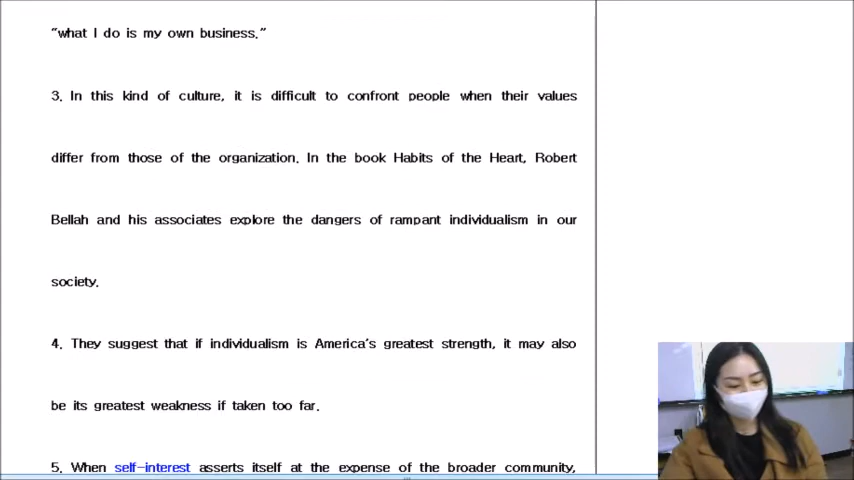 “what I do is my own business.”
3. In this kind of culture, it is difficult to confront people when their values
differ from those of the organization. In the book Habits of the Heart, Robert
Bellah and his associates explore the dangers of rampant individualism in our
society.
4. They suggest that if individualism is America's greatest strength, it may also
be its greatest weakness if taken too far.
5. When self-interest asserts itself at the expense of the broader community,